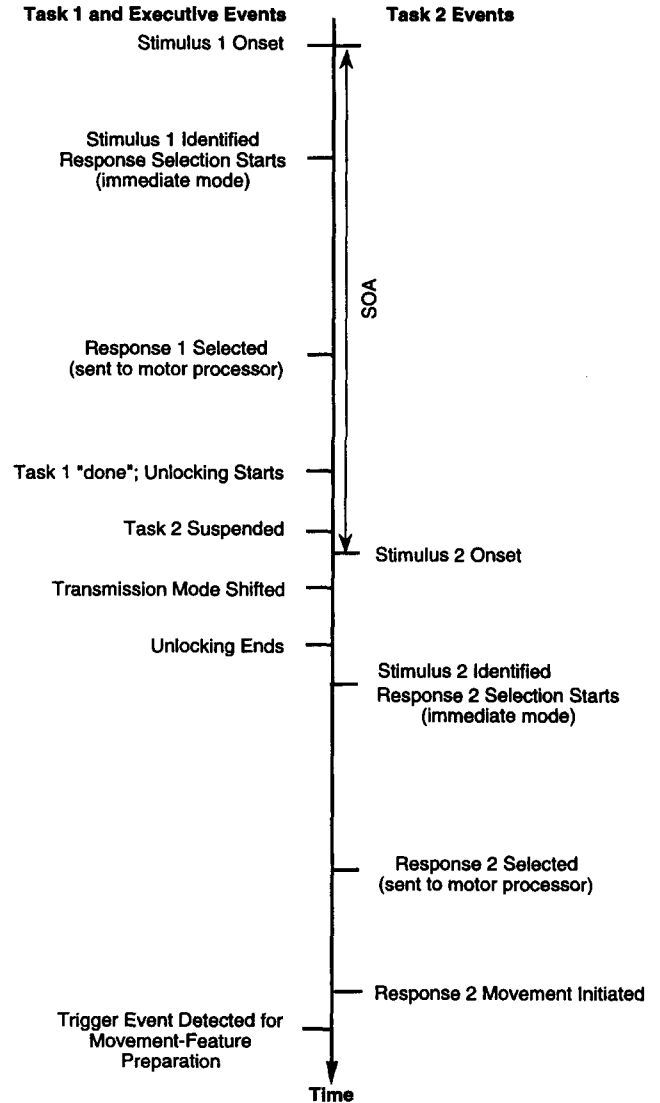 Task 1 and Executive Events
Task 2 Events
Stimulus 1 Onset
Stimulus 1 Identified
Response Selection Starts
(immediate mode)
SOA
Response 1 Selected
(sent to motor processor)
Task 1 "done"; Unlocking Starts
Task 2 Suspended
Stimulus 2 Onset
Transmission Mode Shifted
Unlocking Ends
Stimulus 2 Identified
Response 2 Selection Starts
(immediate mode)
Response 2 Selected
(sent to motor processor)
Response 2 Movement Initiated
Trigger Event Detected for
Movement-Feature
Preparation
Time